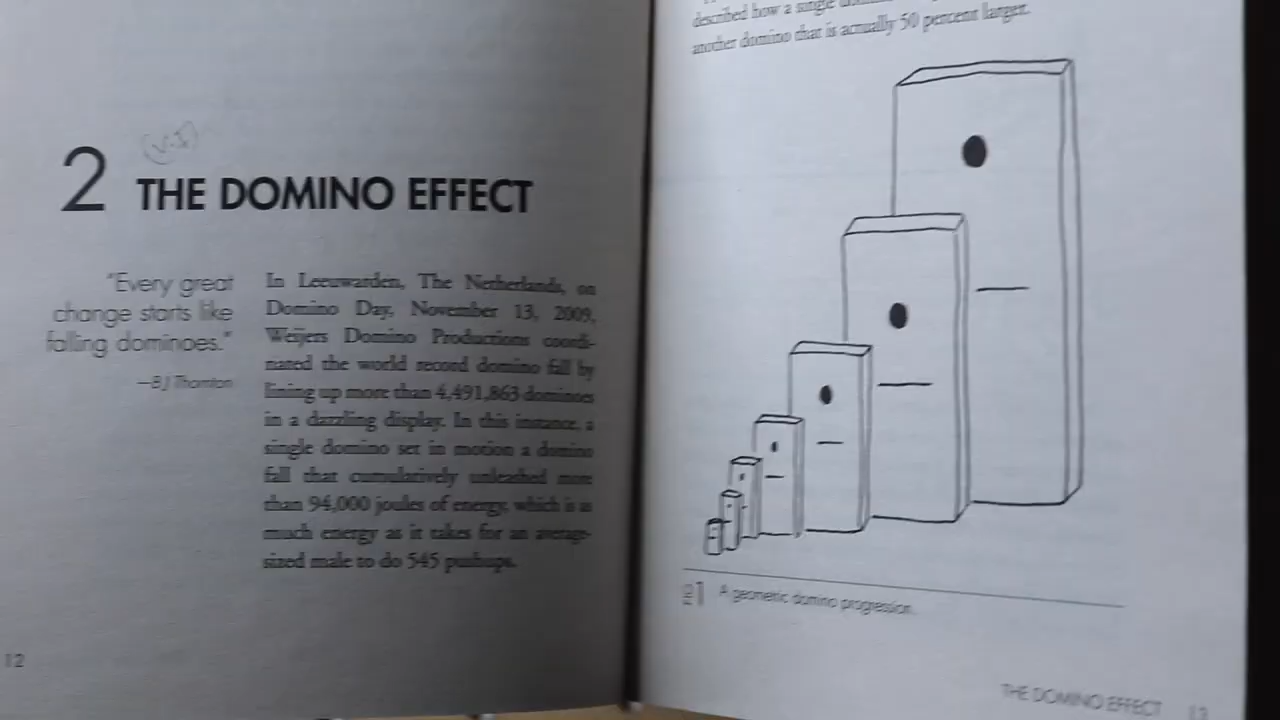 2
THE DOMINO EFFECT
"Every great
change starts like
falling dominoes."
—BJ Thornton
In Leeuwarden, The Netherlands, on
Domino Day, November 13, 2009,
Weijers Domino Productions coordi-
nated the world record domino fall by
lining up more than 4,491,863 dominoes
in a dazzling display. In this instance, a
single domino set in motion a domino
fall that cumulatively unleashed more
than 94,000 joules of energy, which is as
much energy as it takes for an average-
sized male to do 545 pushups.
12
described how a single
another domino that is actually 50 percent larger.
1 A geometric domino progression.
THE DOMINO EFFECT